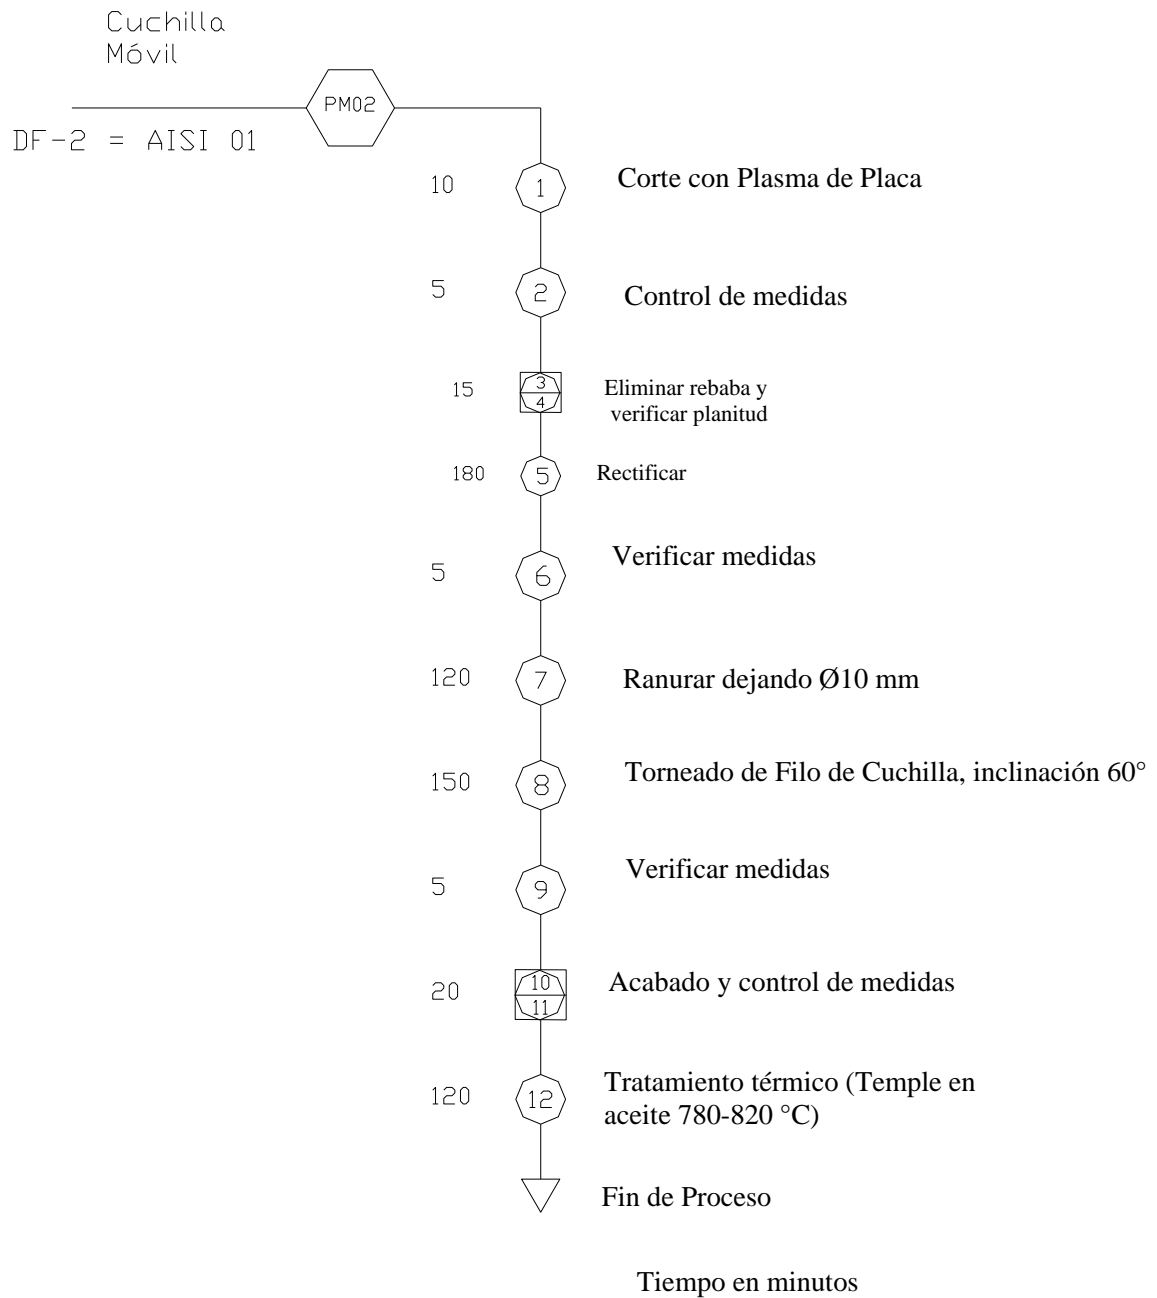 Cuchilla
Móvil
PM02
DF-2 = AISI 01
10
1
Corte con Plasma de Placa
5
2
Control de medidas
15
3
4
Eliminar rebaba y
verificar planitud
180
5
Rectificar
5
6
Verificar medidas
120
7
Ranurar dejando Ø10 mm
150
8
Torneado de Filo de Cuchilla, inclinación 60°
5
9
Verificar medidas
20
10
11
Acabado y control de medidas
120
12
Tratamiento térmico (Temple en
aceite 780-820 °C)
Fin de Proceso
Tiempo en minutos